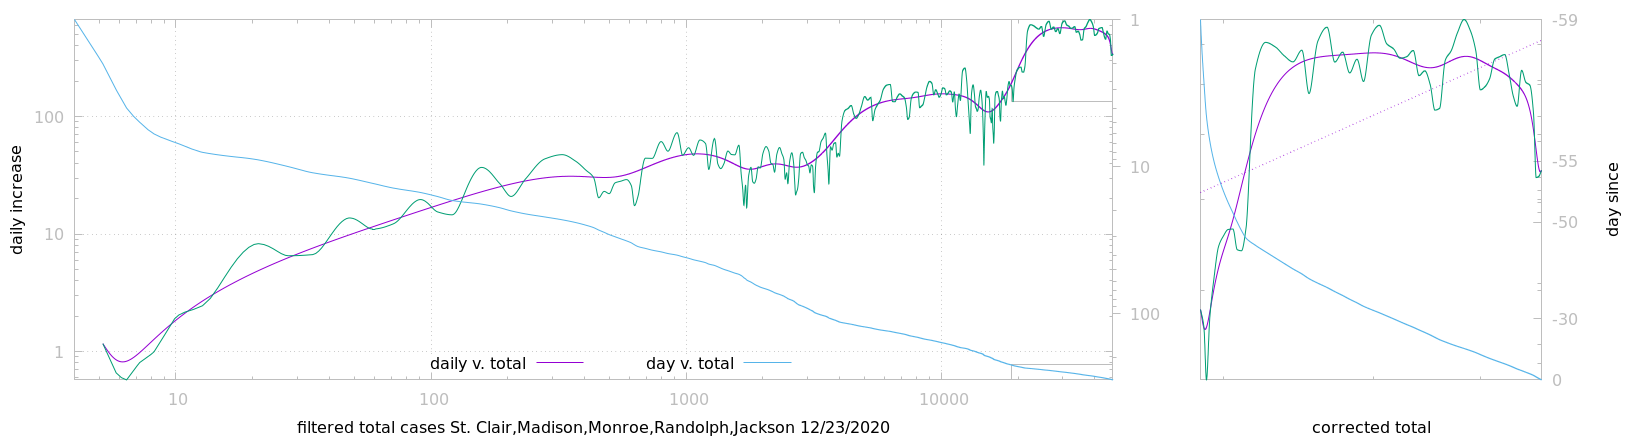 1
-59
100
daily increase
10
-55
day since
-50
10
100
-30
1
daily v. total
day v. total
0
10
100
1000
10000
filtered total cases St. Clair,Madison,Monroe,Randolph,Jackson 12/23/2020
corrected total